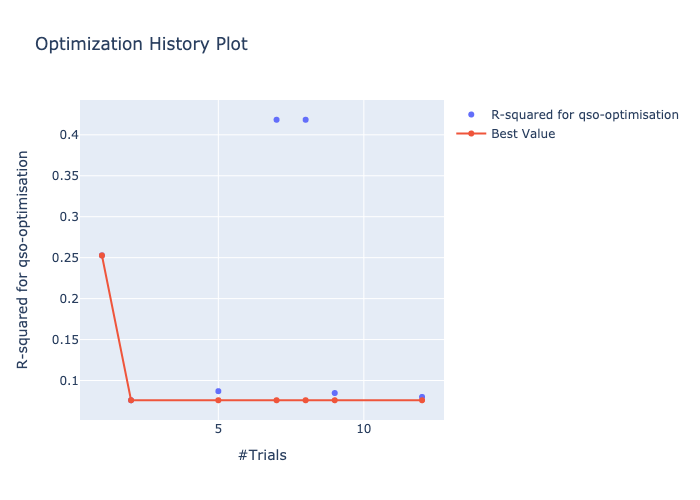 Optimization History Plot
R-squared for qso-optimisation
Best Value
R-squared for qso-optimisation
0.4
0.35
0.3
0.25
0.2
0.15
0.1
5
10
#Trials